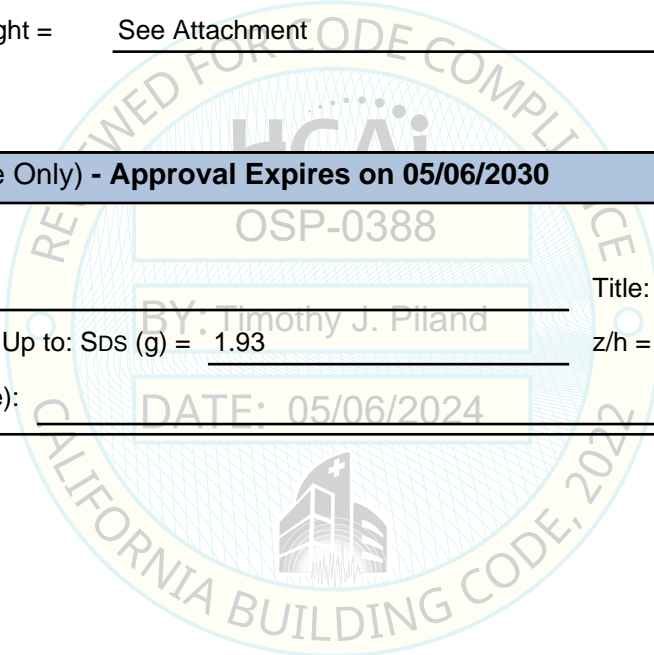 ght = See Attachment
REVIEWED FOR CODE COMPLIANCE
HCAi
e Only) - Approval Expires on 05/06/2030
OSP-0388
Title:
BY: Timothy J. Piland
Up to: SDS (g) = 1.93 z/h =
e):
DATE: 05/06/2024
CALIFORNIA BUILDING CODE, 2022